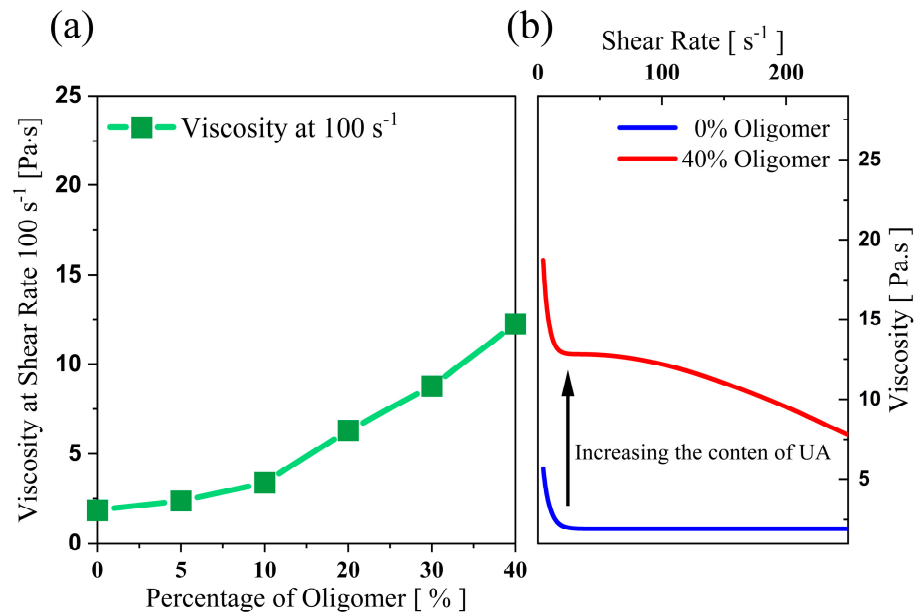 (a)
Viscosity at Shear Rate 100 s⁻¹ [Pa·s]
25
20
15
10
5
0
Viscosity at 100 s⁻¹
0 5 10 20 30 40
Percentage of Oligomer [ % ]
(b)
Shear Rate [ s⁻¹ ]
0 100 200
0% Oligomer
40% Oligomer
Increasing the conten of UA
25
20
15
10
5
Viscosity [ Pa.s ]